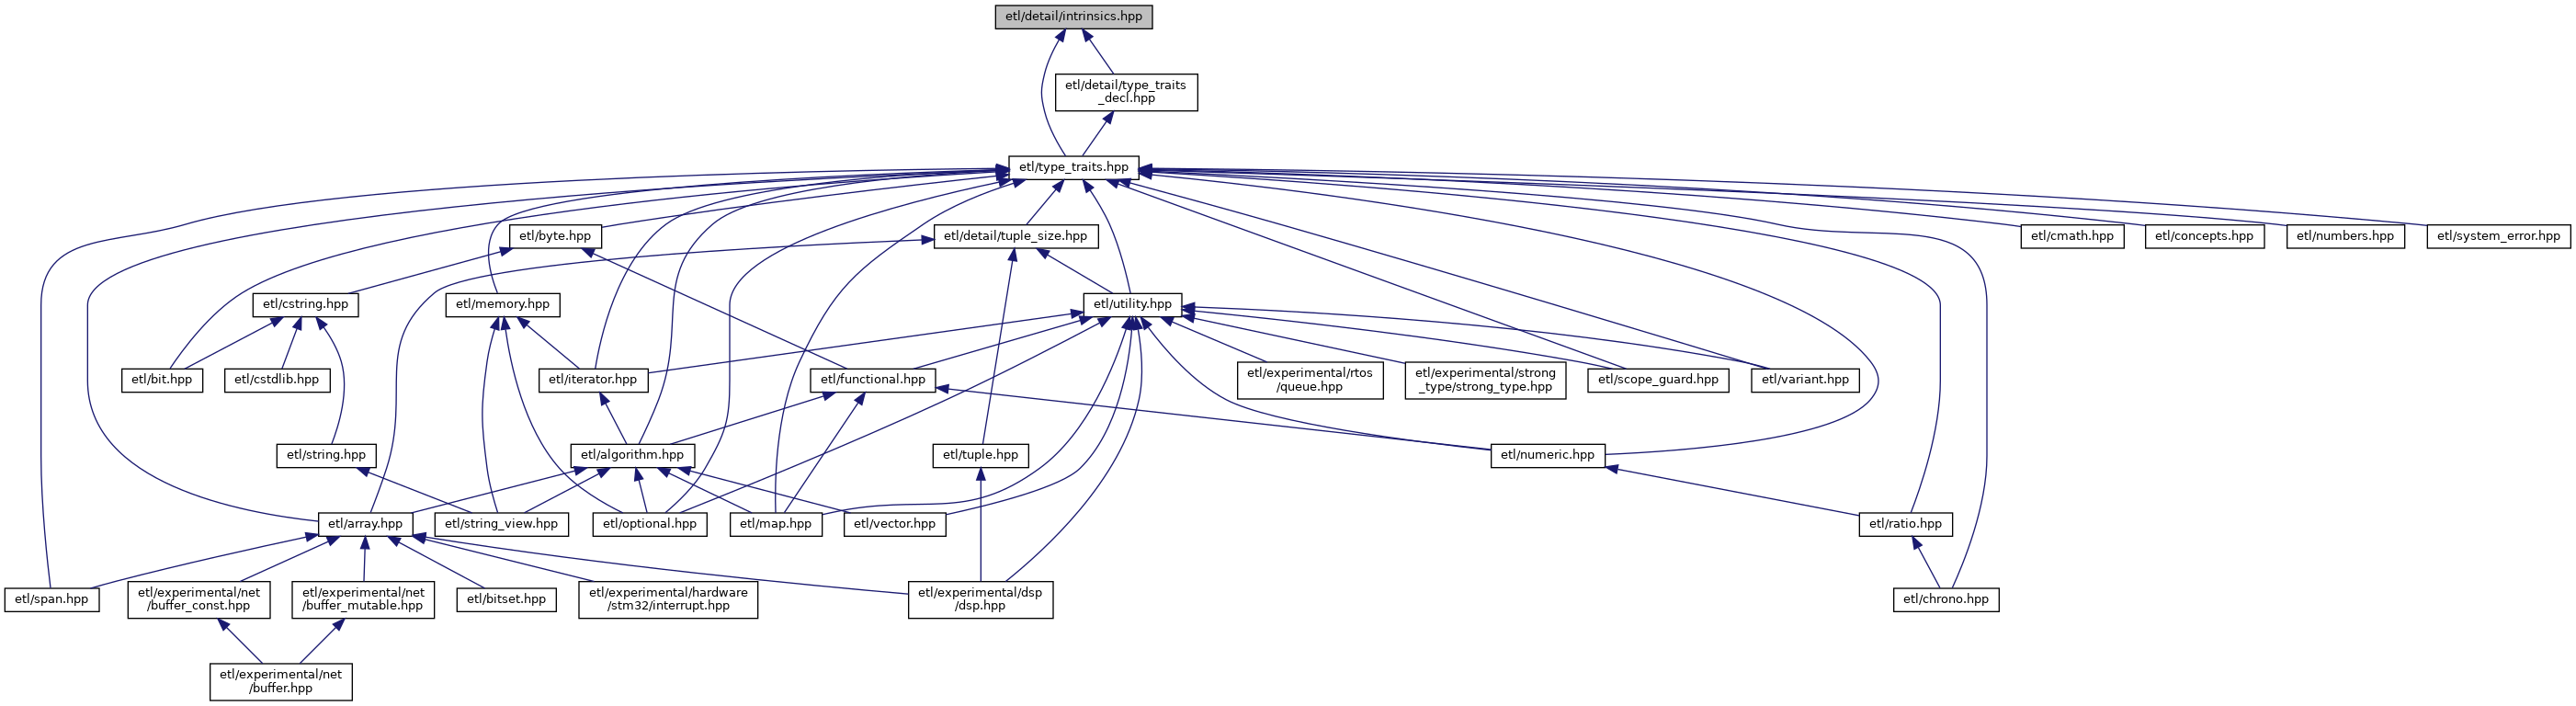 etl/detail/intrinsics.hpp
etl/detail/type_traits
_decl.hpp
etl/type_traits.hpp
etl/byte.hpp
etl/detail/tuple_size.hpp
etl/cmath.hpp
etl/concepts.hpp
etl/numbers.hpp
etl/system_error.hpp
etl/cstring.hpp
etl/memory.hpp
etl/utility.hpp
etl/bit.hpp
etl/cstdlib.hpp
etl/iterator.hpp
etl/functional.hpp
etl/experimental/rtos
/queue.hpp
etl/experimental/strong
_type/strong_type.hpp
etl/scope_guard.hpp
etl/variant.hpp
etl/string.hpp
etl/algorithm.hpp
etl/tuple.hpp
etl/numeric.hpp
etl/array.hpp
etl/string_view.hpp
etl/optional.hpp
etl/map.hpp
etl/vector.hpp
etl/ratio.hpp
etl/span.hpp
etl/experimental/net
/buffer_const.hpp
etl/experimental/net
/buffer_mutable.hpp
etl/bitset.hpp
etl/experimental/hardware
/stm32/interrupt.hpp
etl/experimental/dsp
/dsp.hpp
etl/chrono.hpp
etl/experimental/net
/buffer.hpp